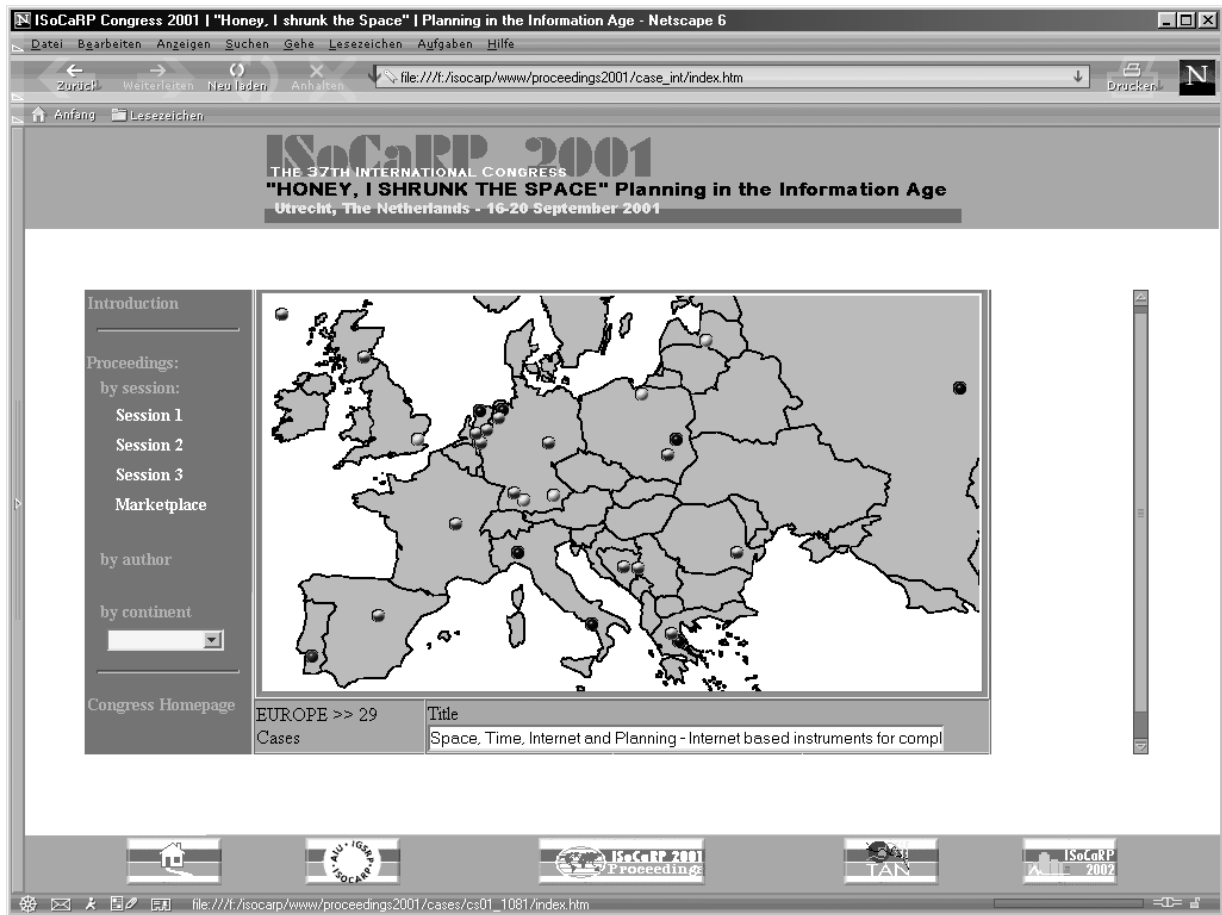 ISoCaRP Congress 2001 | "Honey, I shrunk the Space" | Planning in the Information Age - Netscape 6
Datei Bearbeiten Anzeigen Suchen Gehe Lesezeichen Aufgaben Hilfe
Zurück Weiterleiten Neu laden Anhalten file:///f:/isocarp/www/proceedings2001/case_int/index.htm Drucken N
Anfang Lesezeichen
ISoCaRP 2001
THE 37TH INTERNATIONAL CONGRESS
"HONEY, I SHRUNK THE SPACE" Planning in the Information Age
Utrecht, The Netherlands - 16-20 September 2001
Introduction
Proceedings:
by session:
Session 1
Session 2
Session 3
Marketplace
by author
by continent
Congress Homepage
EUROPE >> 29
Cases
Title
Space, Time, Internet and Planning - Internet based instruments for compl
AIU · IGSRP · ISOCARP ·
ISoCaRP 2001
Proceedings
TAN
ISoCaRP
2002
file:///f:/isocarp/www/proceedings2001/cases/cs01_1081/index.htm